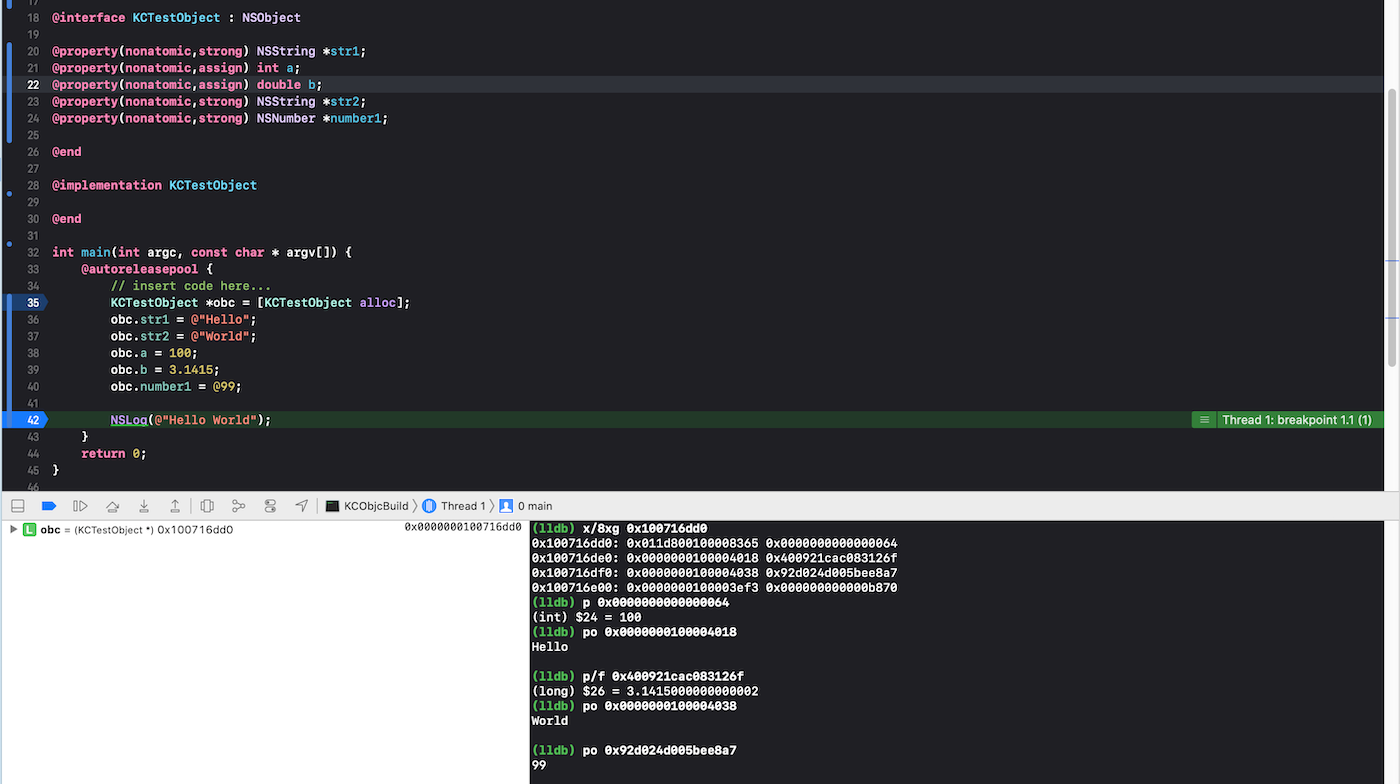 17
18 @interface KCTestObject : NSObject
19
20 @property(nonatomic,strong) NSString *str1;
21 @property(nonatomic,assign) int a;
22 @property(nonatomic,assign) double b;
23 @property(nonatomic,strong) NSString *str2;
24 @property(nonatomic,strong) NSNumber *number1;
25
26 @end
27
28 @implementation KCTestObject
29
30 @end
31
32 int main(int argc, const char * argv[]) {
33     @autoreleasepool {
34         // insert code here...
35         KCTestObject *obc = [KCTestObject alloc];
36         obc.str1 = @"Hello";
37         obc.str2 = @"World";
38         obc.a = 100;
39         obc.b = 3.1415;
40         obc.number1 = @99;
41
42         NSLog(@"Hello World"); Thread 1: breakpoint 1.1 (1)
43     }
44     return 0;
45 }
46
KCObjcBuild 〉 Thread 1 〉 0 main
L obc = (KCTestObject *) 0x100716dd0 0x0000000100716dd0
(lldb) x/8xg 0x100716dd0
0x100716dd0: 0x011d800100008365 0x0000000000000064
0x100716de0: 0x0000000100004018 0x400921cac083126f
0x100716df0: 0x0000000100004038 0x92d024d005bee8a7
0x100716e00: 0x0000000100003ef3 0x000000000000b870
(lldb) p 0x0000000000000064
(int) $24 = 100
(lldb) po 0x0000000100004018
Hello
(lldb) p/f 0x400921cac083126f
(long) $26 = 3.1415000000000002
(lldb) po 0x0000000100004038
World
(lldb) po 0x92d024d005bee8a7
99